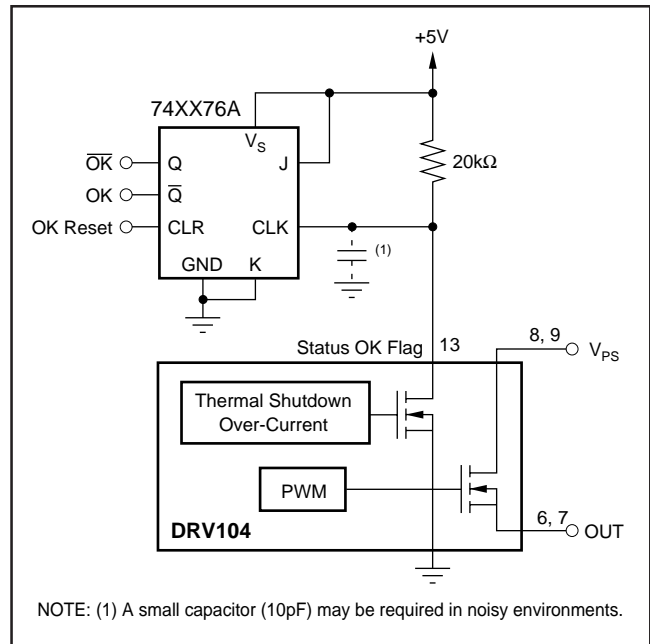 +5V
74XX76A
V_S
O̅K̅ Q J 20kΩ
OK Q̅
OK Reset CLR CLK (1)
GND K
Status OK Flag 13 8, 9 V_PS
Thermal Shutdown
Over-Current
PWM
DRV104 6, 7 OUT
NOTE: (1) A small capacitor (10pF) may be required in noisy environments.